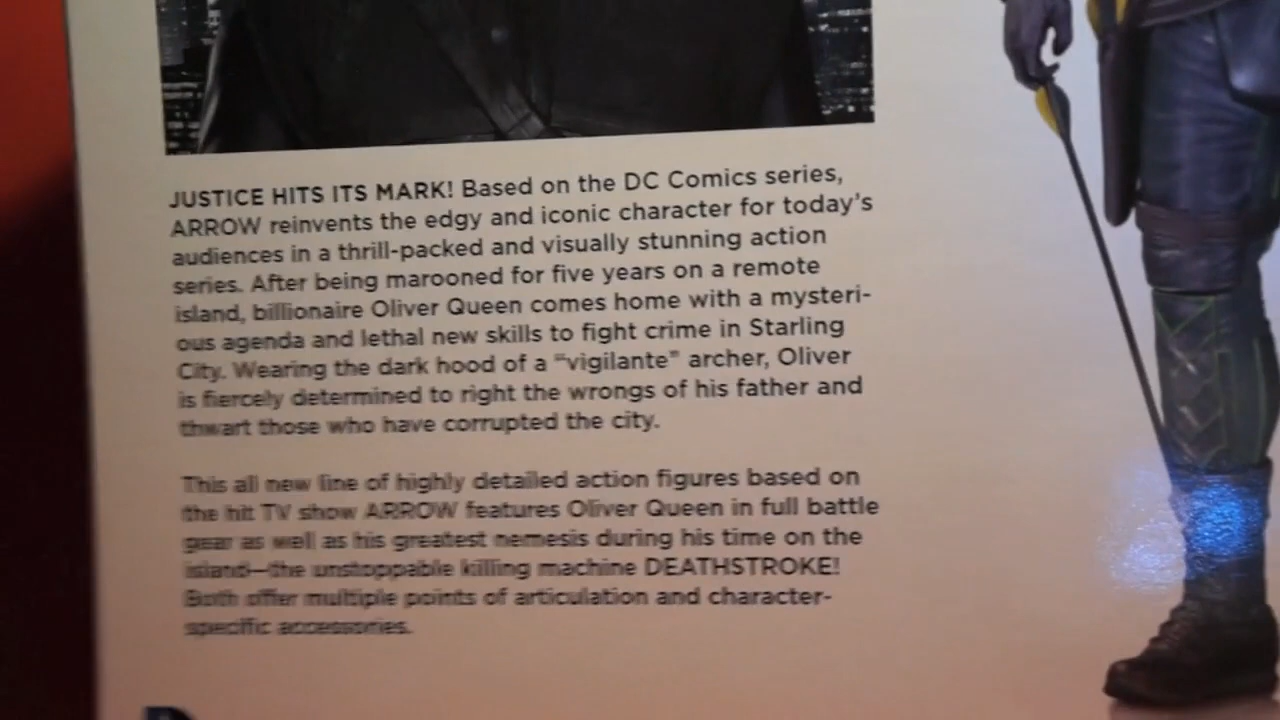 JUSTICE HITS ITS MARK! Based on the DC Comics series,
ARROW reinvents the edgy and iconic character for today's
audiences in a thrill-packed and visually stunning action
series. After being marooned for five years on a remote
island, billionaire Oliver Queen comes home with a mysteri-
ous agenda and lethal new skills to fight crime in Starling
City. Wearing the dark hood of a "vigilante" archer, Oliver
is fiercely determined to right the wrongs of his father and
thwart those who have corrupted the city.
This all new line of highly detailed action figures based on
the hit TV show ARROW features Oliver Queen in full battle
gear as well as his greatest nemesis during his time on the
island—the unstoppable killing machine DEATHSTROKE!
Both offer multiple points of articulation and character-
specific accessories.